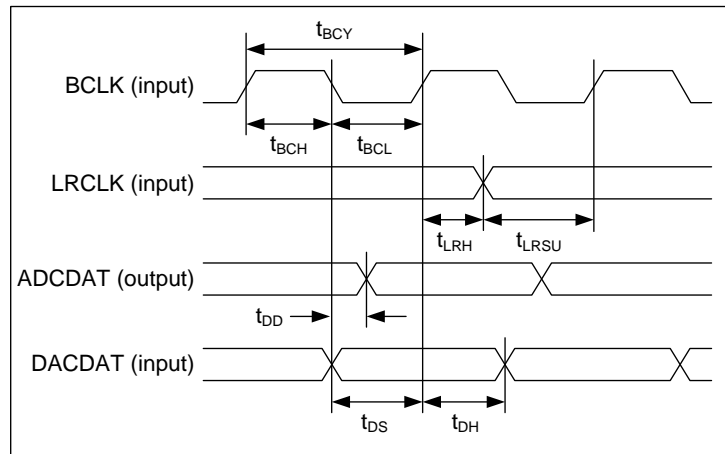 tBCY
BCLK (input)
tBCH tBCL
LRCLK (input)
tLRH tLRSU
ADCDAT (output)
tDD
DACDAT (input)
tDS tDH